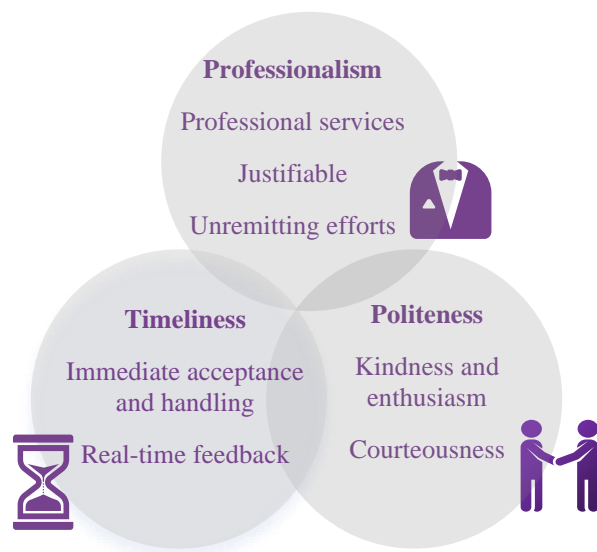 Professionalism
Professional services
Justifiable
Unremitting efforts
Timeliness
Immediate acceptance
and handling
Real-time feedback
Politeness
Kindness and
enthusiasm
Courteousness